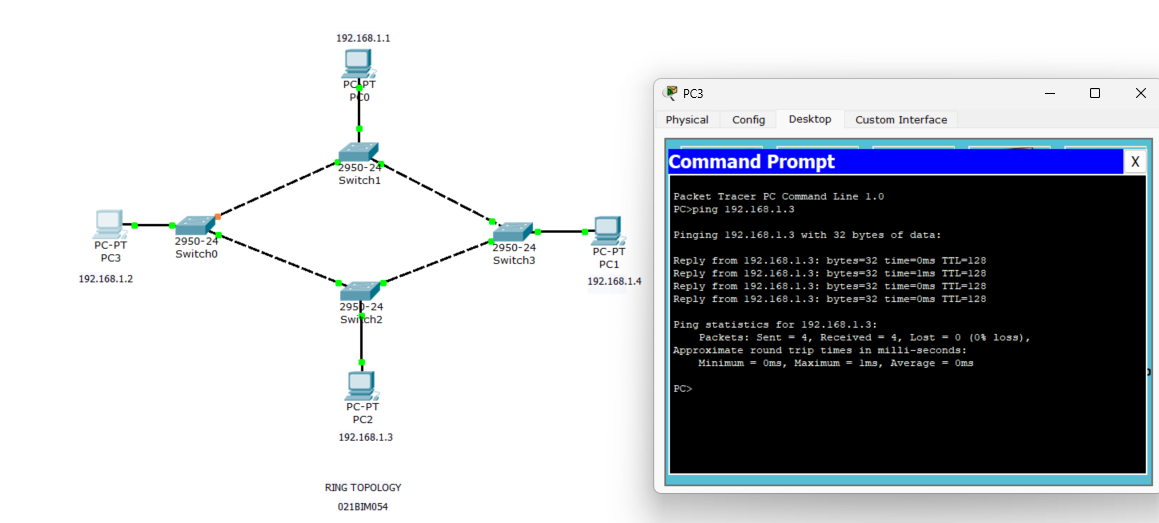 192.168.1.1
PC-PT
PC0
2950-24
Switch1
PC-PT
PC3
192.168.1.2
2950-24
Switch0
2950-24
Switch3
PC-PT
PC1
192.168.1.4
2950-24
Switch2
PC-PT
PC2
192.168.1.3
RING TOPOLOGY
021BIM054
PC3
Physical Config Desktop Custom Interface
Command Prompt X
Packet Tracer PC Command Line 1.0
PC>ping 192.168.1.3
Pinging 192.168.1.3 with 32 bytes of data:
Reply from 192.168.1.3: bytes=32 time=0ms TTL=128
Reply from 192.168.1.3: bytes=32 time=1ms TTL=128
Reply from 192.168.1.3: bytes=32 time=0ms TTL=128
Reply from 192.168.1.3: bytes=32 time=0ms TTL=128
Ping statistics for 192.168.1.3:
Packets: Sent = 4, Received = 4, Lost = 0 (0% loss),
Approximate round trip times in milli-seconds:
Minimum = 0ms, Maximum = 1ms, Average = 0ms
PC>